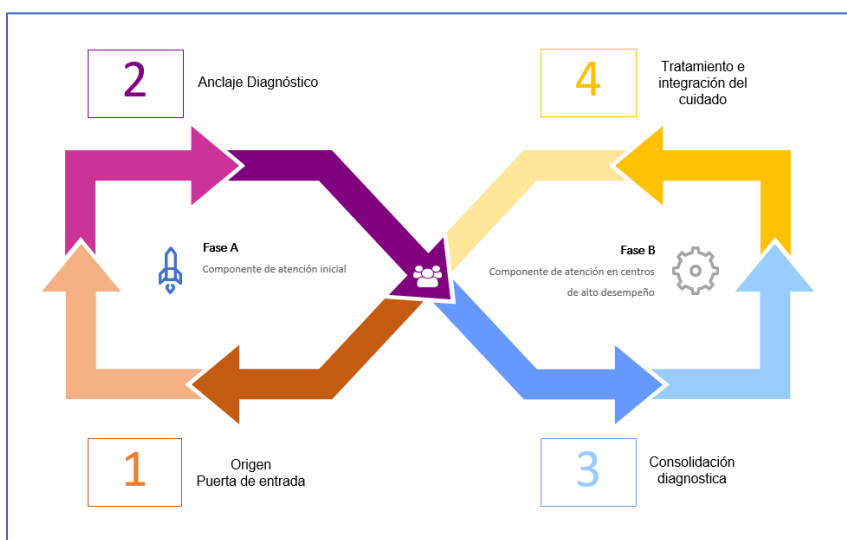 2
Anclaje Diagnóstico
4
Tratamiento e
integración del
cuidado
Fase A
Componente de atención inicial
Fase B
Componente de atención en centros
de alto desempeño
1
Origen
Puerta de entrada
3
Consolidación
diagnostica